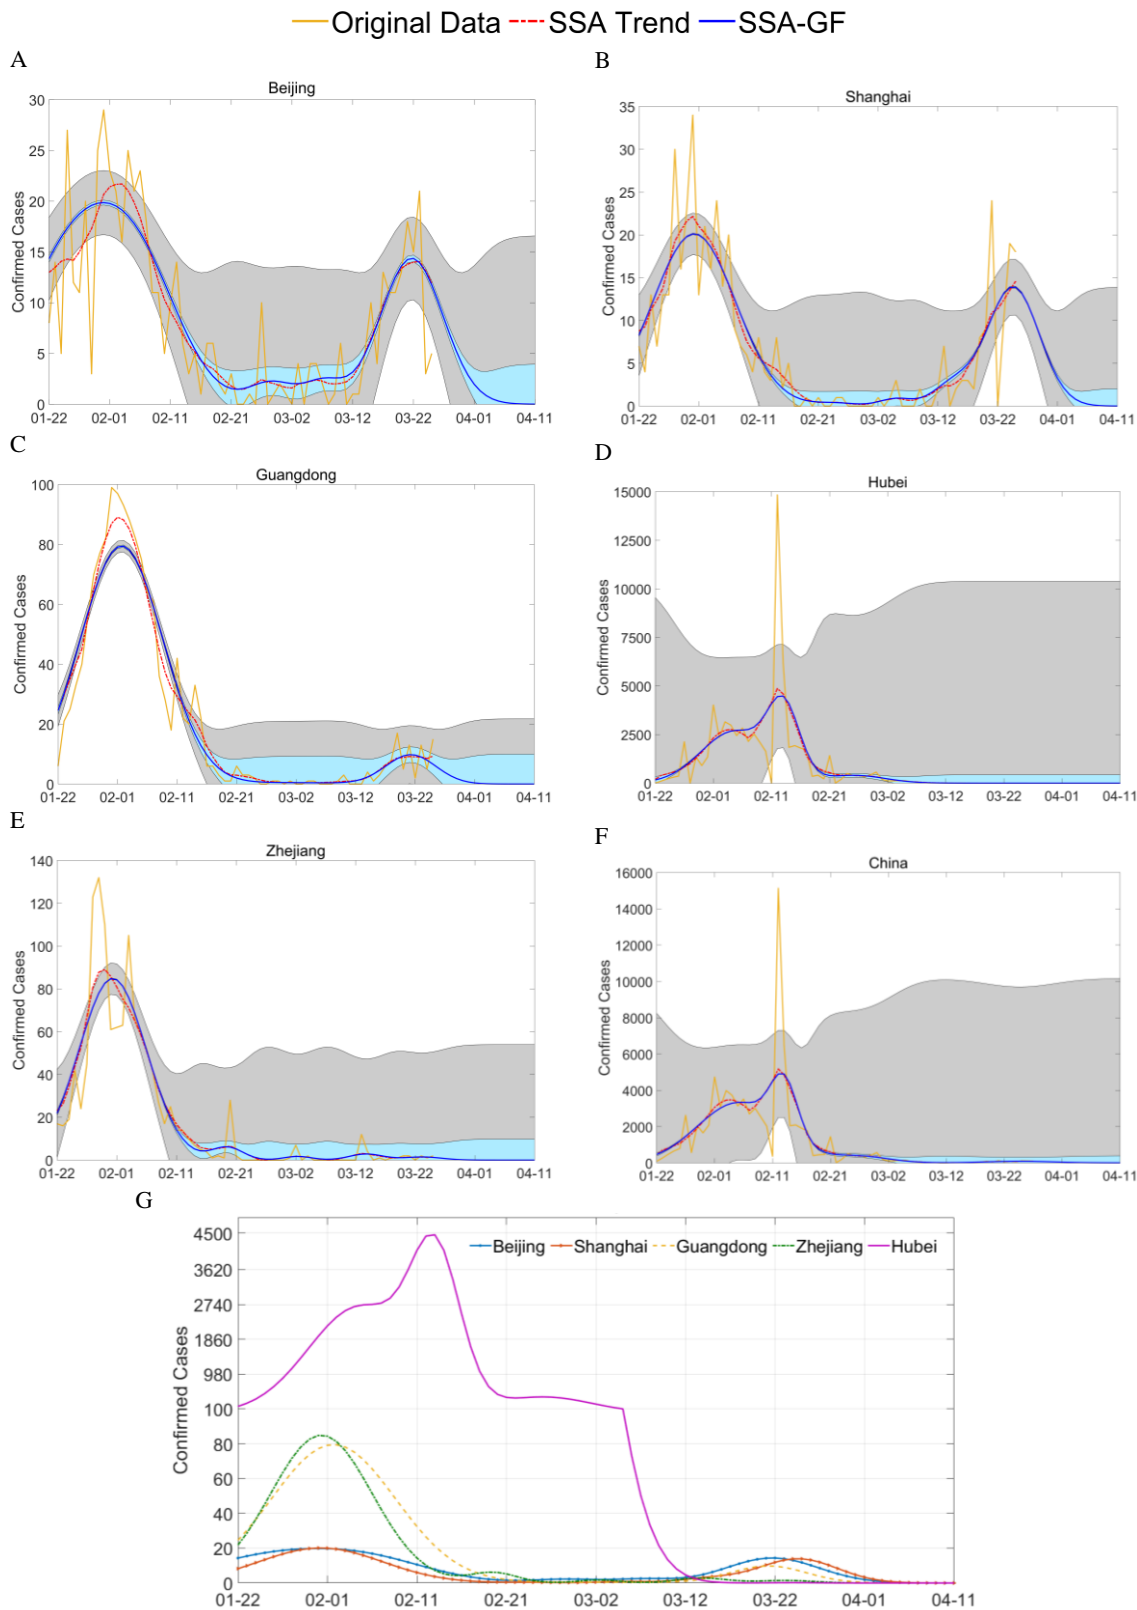 Original Data SSA Trend SSA-GF
A
Beijing
30
25
20
15
10
5
0
Confirmed Cases
01-22 02-01 02-11 02-21 03-02 03-12 03-22 04-01 04-11
B
Shanghai
35
30
25
20
15
10
5
0
Confirmed Cases
01-22 02-01 02-11 02-21 03-02 03-12 03-22 04-01 04-11
C
Guangdong
100
80
60
40
20
0
Confirmed Cases
01-22 02-01 02-11 02-21 03-02 03-12 03-22 04-01 04-11
D
Hubei
15000
12500
10000
7500
5000
2500
0
Confirmed Cases
01-22 02-01 02-11 02-21 03-02 03-12 03-22 04-01 04-11
E
Zhejiang
140
120
100
80
60
40
20
0
Confirmed Cases
01-22 02-01 02-11 02-21 03-02 03-12 03-22 04-01 04-11
F
China
16000
14000
12000
10000
8000
6000
4000
2000
0
Confirmed Cases
01-22 02-01 02-11 02-21 03-02 03-12 03-22 04-01 04-11
G
Beijing Shanghai Guangdong Zhejiang Hubei
4500
3620
2740
1860
980
100
80
60
40
20
0
Confirmed Cases
01-22 02-01 02-11 02-21 03-02 03-12 03-22 04-01 04-11